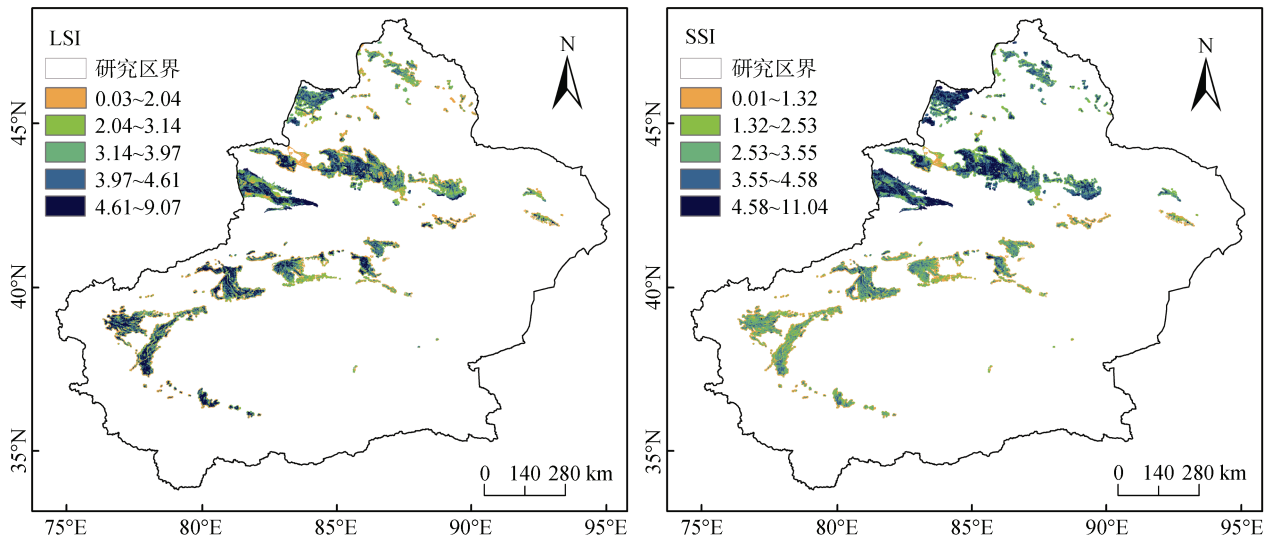 LSI
研究区界
0.03~2.04
2.04~3.14
3.14~3.97
3.97~4.61
4.61~9.07
N
45°N
40°N
35°N
0 140 280 km
75°E 80°E 85°E 90°E 95°E
SSI
研究区界
0.01~1.32
1.32~2.53
2.53~3.55
3.55~4.58
4.58~11.04
N
45°N
40°N
35°N
0 140 280 km
75°E 80°E 85°E 90°E 95°E